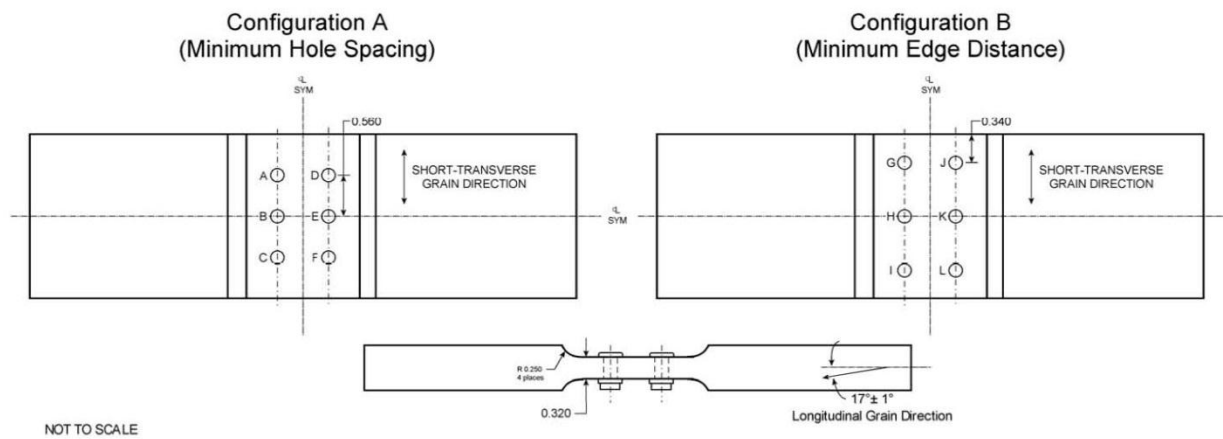 Configuration A
(Minimum Hole Spacing)
℄
SYM
0.560
A
D
SHORT-TRANSVERSE
GRAIN DIRECTION
B
E
℄
SYM
C
F
Configuration B
(Minimum Edge Distance)
℄
SYM
0.340
G
J
SHORT-TRANSVERSE
GRAIN DIRECTION
H
K
I
L
R 0.250
4 places
0.320
17°± 1°
Longitudinal Grain Direction
NOT TO SCALE